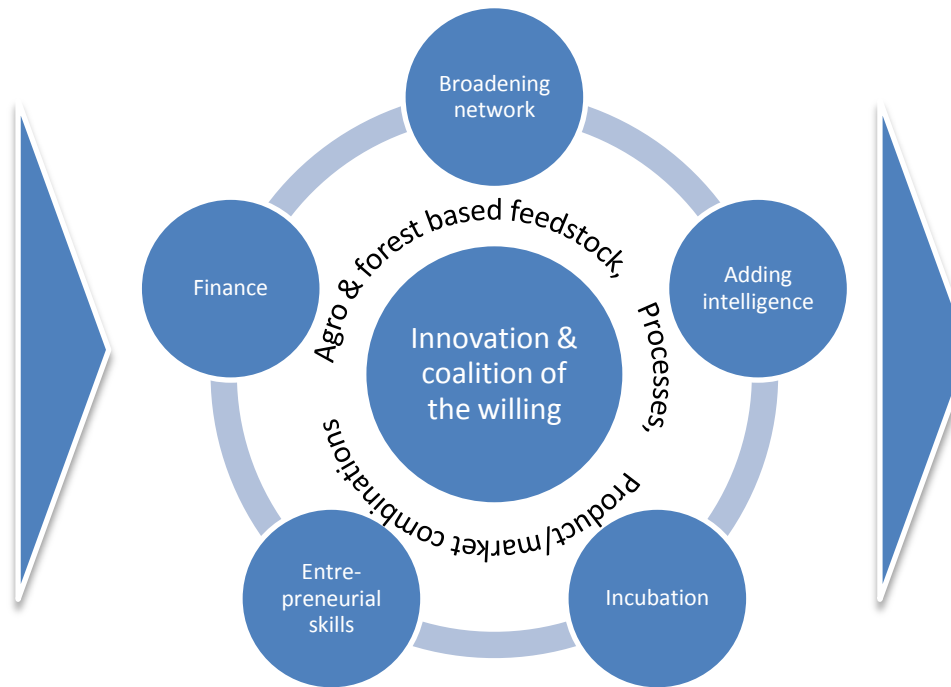 Broadening
network
Adding
intelligence
Incubation
Entre-
preneurial
skills
Finance
Agro & forest based feedstock,
Processes,
Product/market combinations
Innovation &
coalition of
the willing